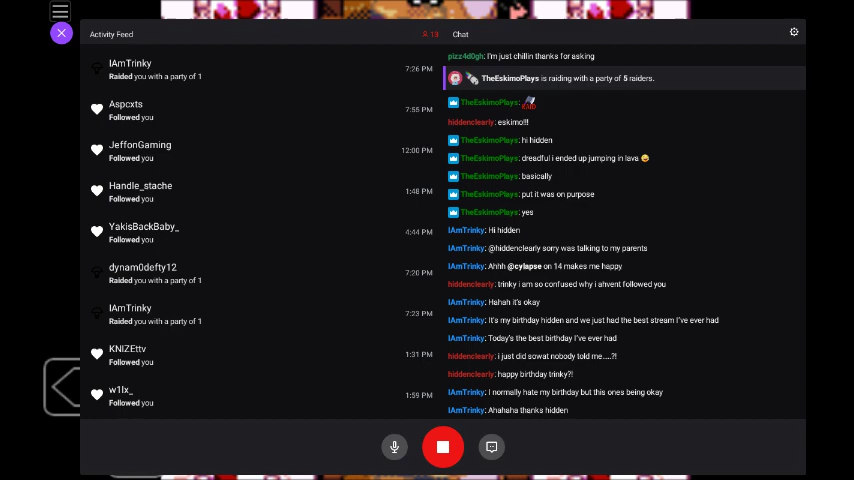 Activity Feed
13
IAmTrinky
Raided you with a party of 1
7:26 PM
Aspcxts
Followed you
7:55 PM
JeffonGaming
Followed you
12:00 PM
Handle_stache
Followed you
1:48 PM
YakisBackBaby_
Followed you
4:44 PM
dynam0defty12
Raided you with a party of 1
7:20 PM
IAmTrinky
Raided you with a party of 1
7:23 PM
KNIZEttv
Followed you
1:31 PM
w1lx_
Followed you
1:59 PM
Chat
pizz4d0gh: I'm just chillin thanks for asking
TheEskimoPlays is raiding with a party of 5 raiders.
TheEskimoPlays: RAID
hiddenclearly: eskimo!!!
TheEskimoPlays: hi hidden
TheEskimoPlays: dreadful i ended up jumping in lava
TheEskimoPlays: basically
TheEskimoPlays: put it was on purpose
TheEskimoPlays: yes
IAmTrinky: Hi hidden
IAmTrinky: @hiddenclearly sorry was talking to my parents
IAmTrinky: Ahhh @cylapse on 14 makes me happy
hiddenclearly: trinky i am so confused why i ahvent followed you
IAmTrinky: Hahah it's okay
IAmTrinky: It's my birthday hidden and we just had the best stream I've ever had
IAmTrinky: Today's the best birthday I've ever had
hiddenclearly: i just did sowat nobody told me.....?!
hiddenclearly: happy birthday trinky?!
IAmTrinky: I normally hate my birthday but this ones being okay
IAmTrinky: Ahahaha thanks hidden